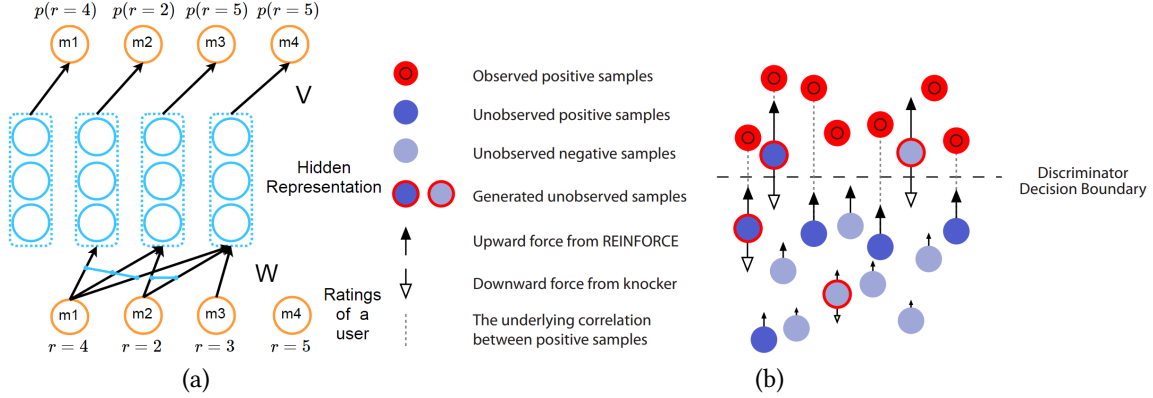 p(r = 4) p(r = 2) p(r = 5) p(r = 5)
m1 m2 m3 m4
V
Hidden
Representation
W
Ratings
of a
user
m1 m2 m3 m4
r = 4 r = 2 r = 3 r = 5
(a)
Observed positive samples
Unobserved positive samples
Unobserved negative samples
Generated unobserved samples
Upward force from REINFORCE
Downward force from knocker
The underlying correlation
between positive samples
Discriminator
Decision Boundary
(b)